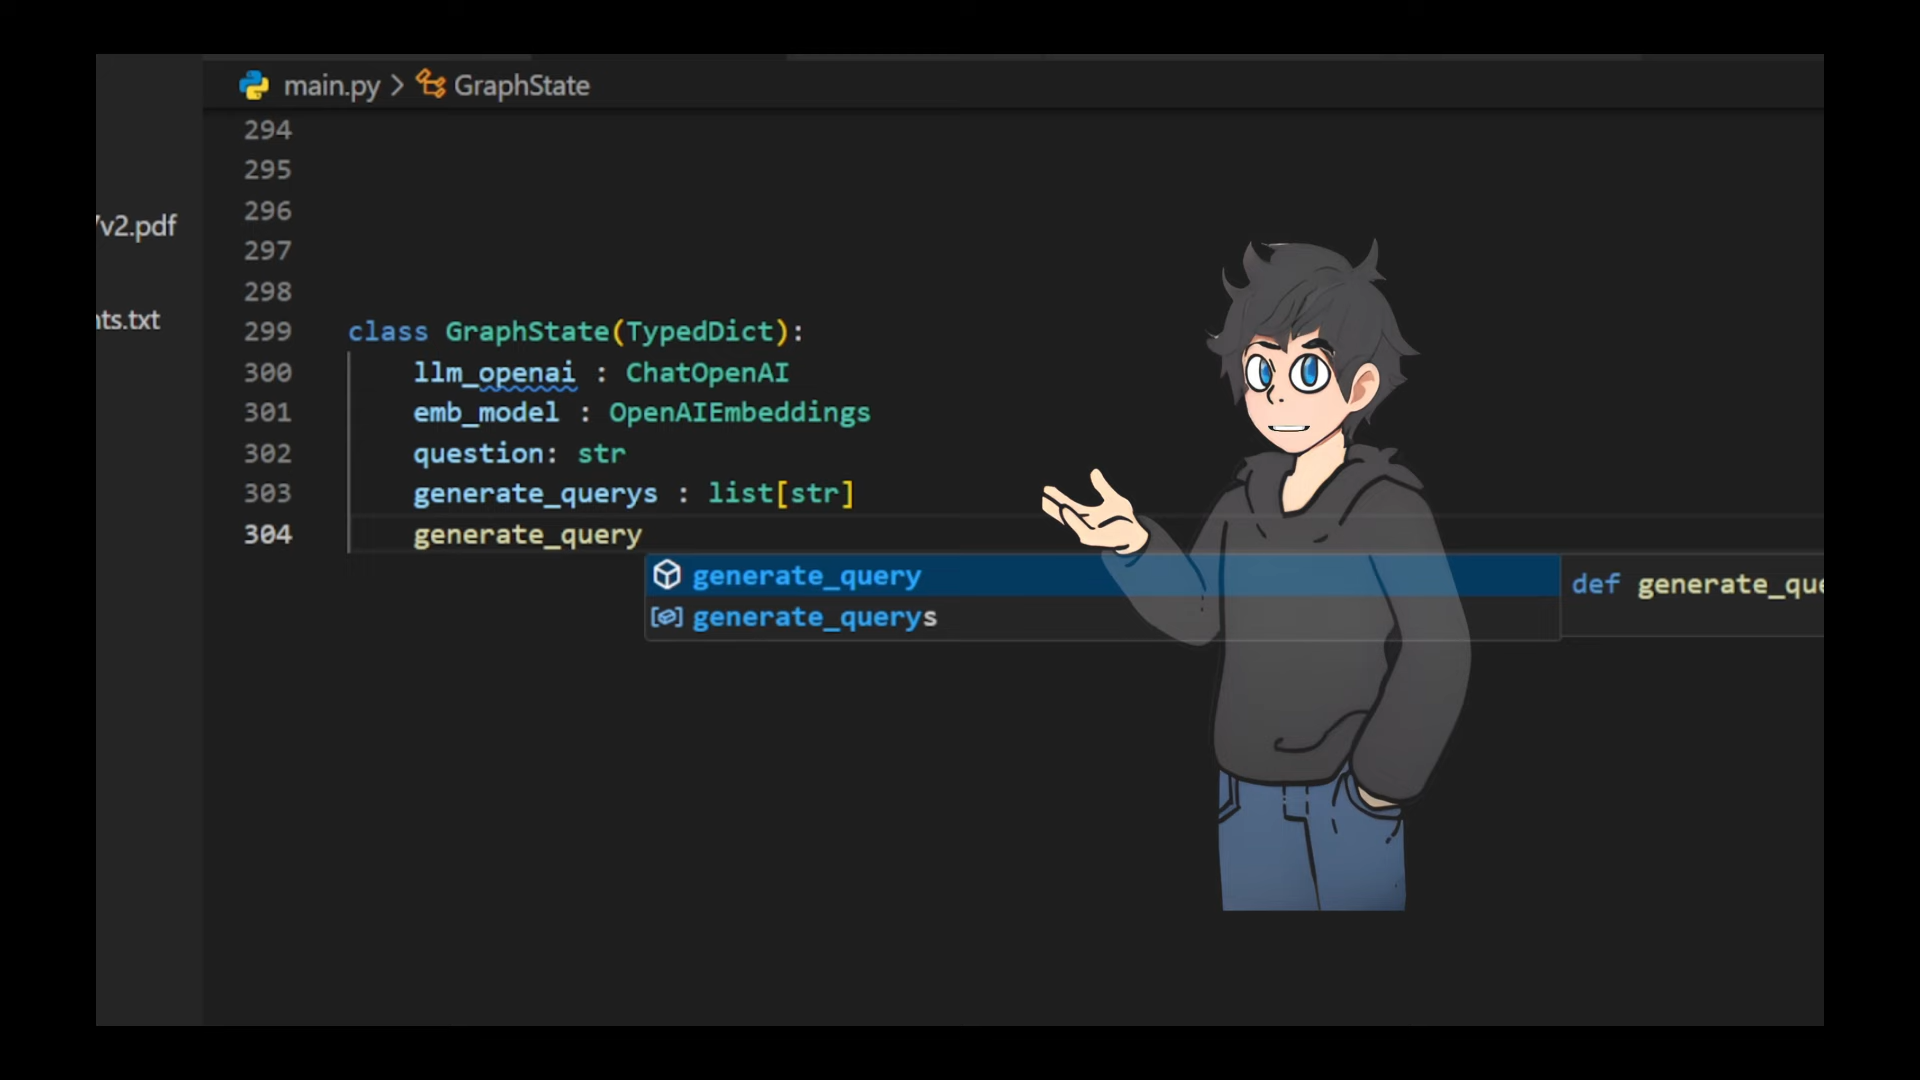 main.py > GraphState
294
295
296
/v2.pdf
297
298
nts.txt
299 class GraphState(TypedDict):
300 llm_openai : ChatOpenAI
301 emb_model : OpenAIEmbeddings
302 question: str
303 generate_querys : list[str]
304 generate_query
generate_query def generate_que
generate_querys